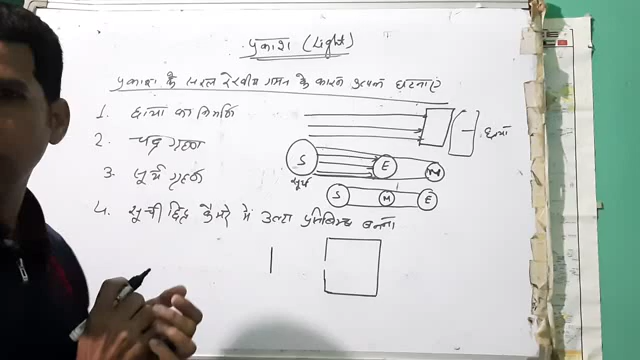 प्रकाश (Light)
प्रकाश के सरल रेखीय गमन के कारण उत्पन्न घटनाएं
1. छाया का निर्माण
छाया
2. चंद्र ग्रहण
S E M
सूर्य
3. सूर्य ग्रहण
S M E
4. सूची छिद्र कैमरे में उल्टा प्रतिबिम्ब बनना